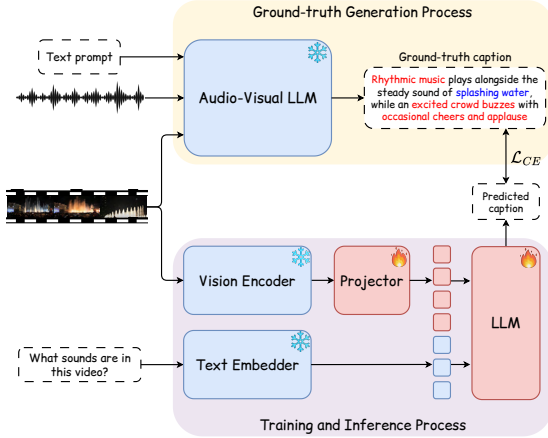 Ground-truth Generation Process
Text prompt
Audio-Visual LLM
Ground-truth caption
Rhythmic music plays alongside the
steady sound of splashing water,
while an excited crowd buzzes with
occasional cheers and applause
L_CE
Predicted
caption
Vision Encoder
Projector
LLM
What sounds are in
this video?
Text Embedder
Training and Inference Process